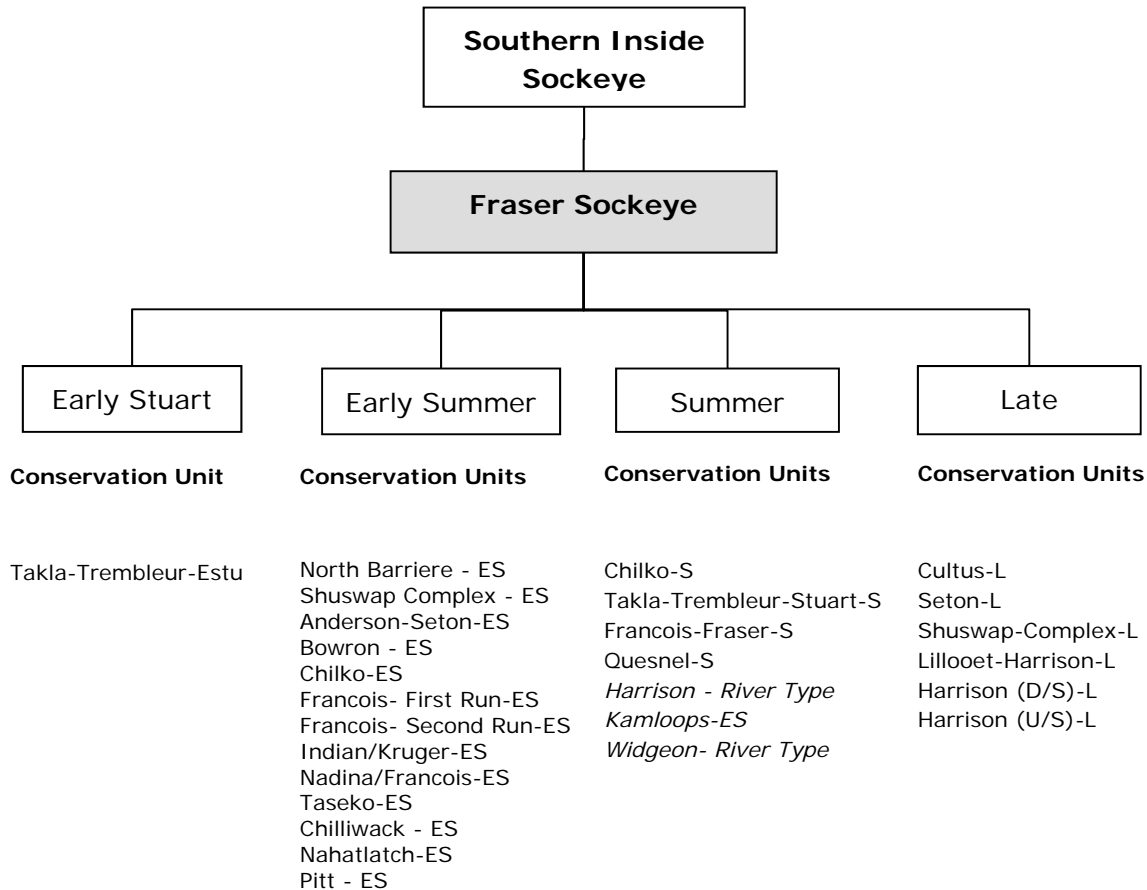 Southern Inside
Sockeye
Fraser Sockeye
Early Stuart
Early Summer
Summer
Late
Conservation Unit
Takla-Trembleur-Estu
Conservation Units
North Barriere - ES
Shuswap Complex - ES
Anderson-Seton-ES
Bowron - ES
Chilko-ES
Francois- First Run-ES
Francois- Second Run-ES
Indian/Kruger-ES
Nadina/Francois-ES
Taseko-ES
Chilliwack - ES
Nahatlatch-ES
Pitt - ES
Conservation Units
Chilko-S
Takla-Trembleur-Stuart-S
Francois-Fraser-S
Quesnel-S
Harrison - River Type
Kamloops-ES
Widgeon- River Type
Conservation Units
Cultus-L
Seton-L
Shuswap-Complex-L
Lillooet-Harrison-L
Harrison (D/S)-L
Harrison (U/S)-L